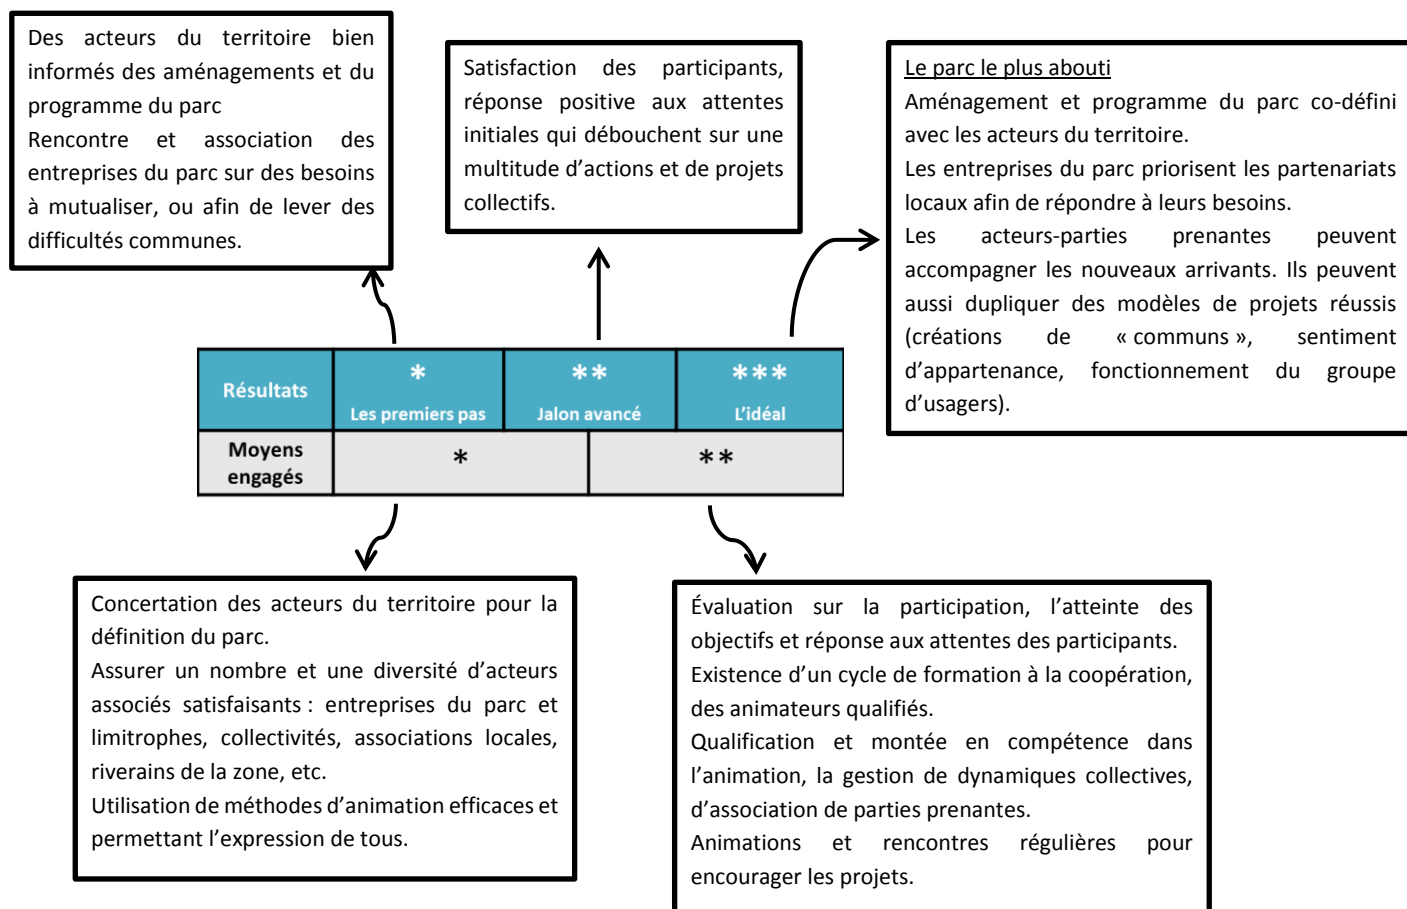 Des acteurs du territoire bien
informés des aménagements et du
programme du parc
Rencontre et association des
entreprises du parc sur des besoins
à mutualiser, ou afin de lever des
difficultés communes.
Satisfaction des participants,
réponse positive aux attentes
initiales qui débouchent sur une
multitude d’actions et de projets
collectifs.
Le parc le plus abouti
Aménagement et programme du parc co-défini
avec les acteurs du territoire.
Les entreprises du parc priorisent les partenariats
locaux afin de répondre à leurs besoins.
Les acteurs-parties prenantes peuvent
accompagner les nouveaux arrivants. Ils peuvent
aussi dupliquer des modèles de projets réussis
(créations de « communs », sentiment
d’appartenance, fonctionnement du groupe
d’usagers).
Résultats
*
Les premiers pas
**
Jalon avancé
***
L’idéal
Moyens
engagés
*
**
Concertation des acteurs du territoire pour la
définition du parc.
Assurer un nombre et une diversité d’acteurs
associés satisfaisants : entreprises du parc et
limitrophes, collectivités, associations locales,
riverains de la zone, etc.
Utilisation de méthodes d’animation efficaces et
permettant l’expression de tous.
Évaluation sur la participation, l’atteinte des
objectifs et réponse aux attentes des participants.
Existence d’un cycle de formation à la coopération,
des animateurs qualifiés.
Qualification et montée en compétence dans
l’animation, la gestion de dynamiques collectives,
d’association de parties prenantes.
Animations et rencontres régulières pour
encourager les projets.